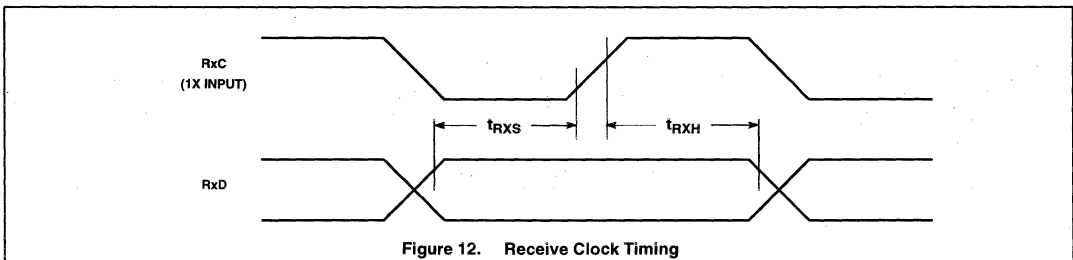 RxC
(1X INPUT)
tRXS
tRXH
RxD
Figure 12. Receive Clock Timing